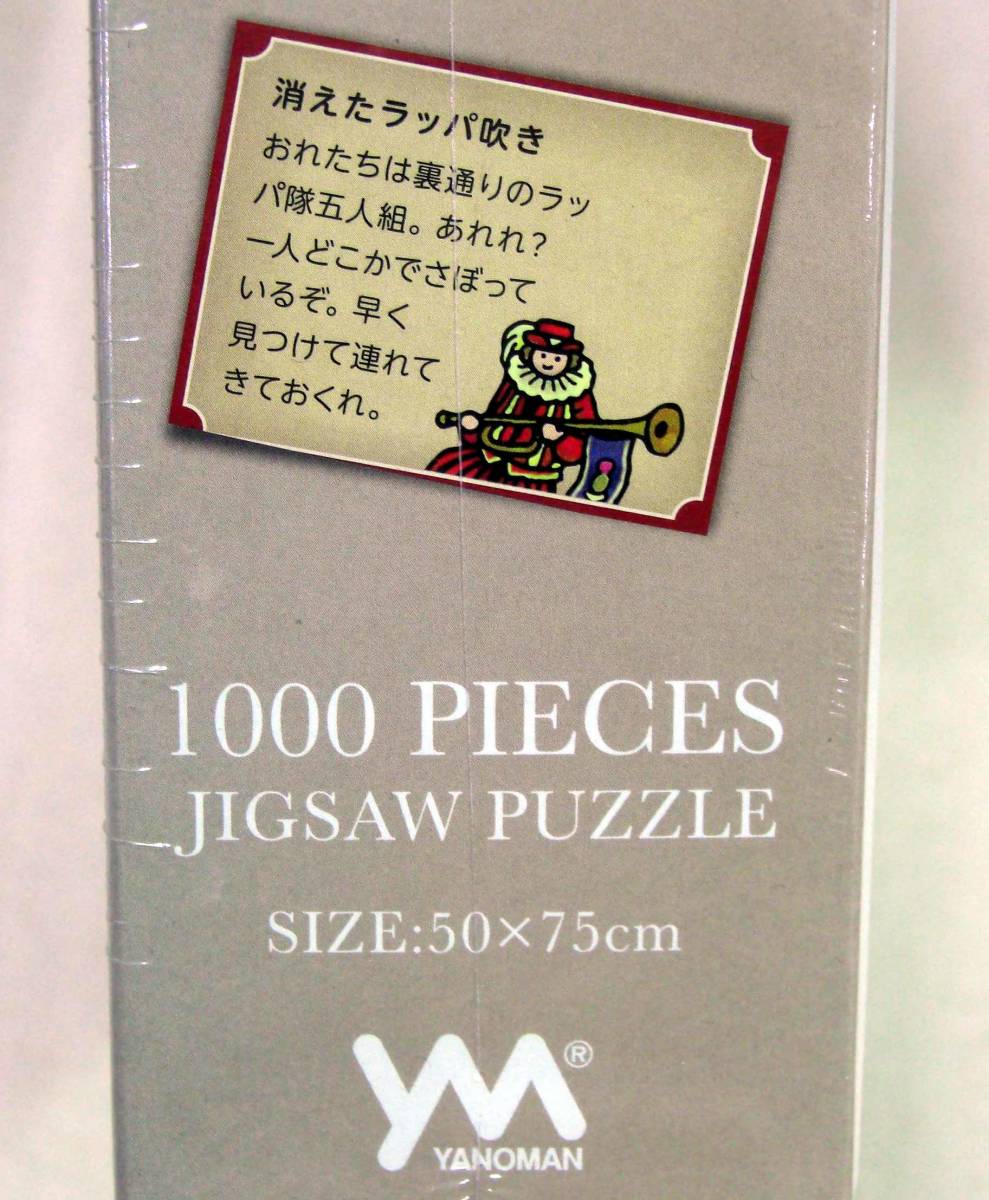 消えたラッパ吹き
おれたちは裏通りのラッ
パ隊五人組。あれれ？
一人どこかでさぼって
いるぞ。早く
見つけて連れて
きておくれ。
1000 PIECES
JIGSAW PUZZLE
SIZE:50×75cm
YM®
YANOMAN